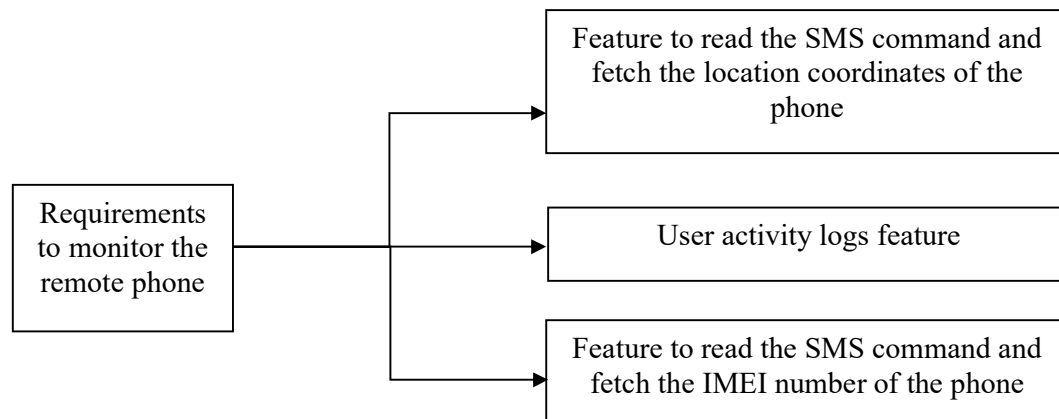 Feature to read the SMS command and
fetch the location coordinates of the
phone
Requirements
to monitor the
remote phone
User activity logs feature
Feature to read the SMS command and
fetch the IMEI number of the phone